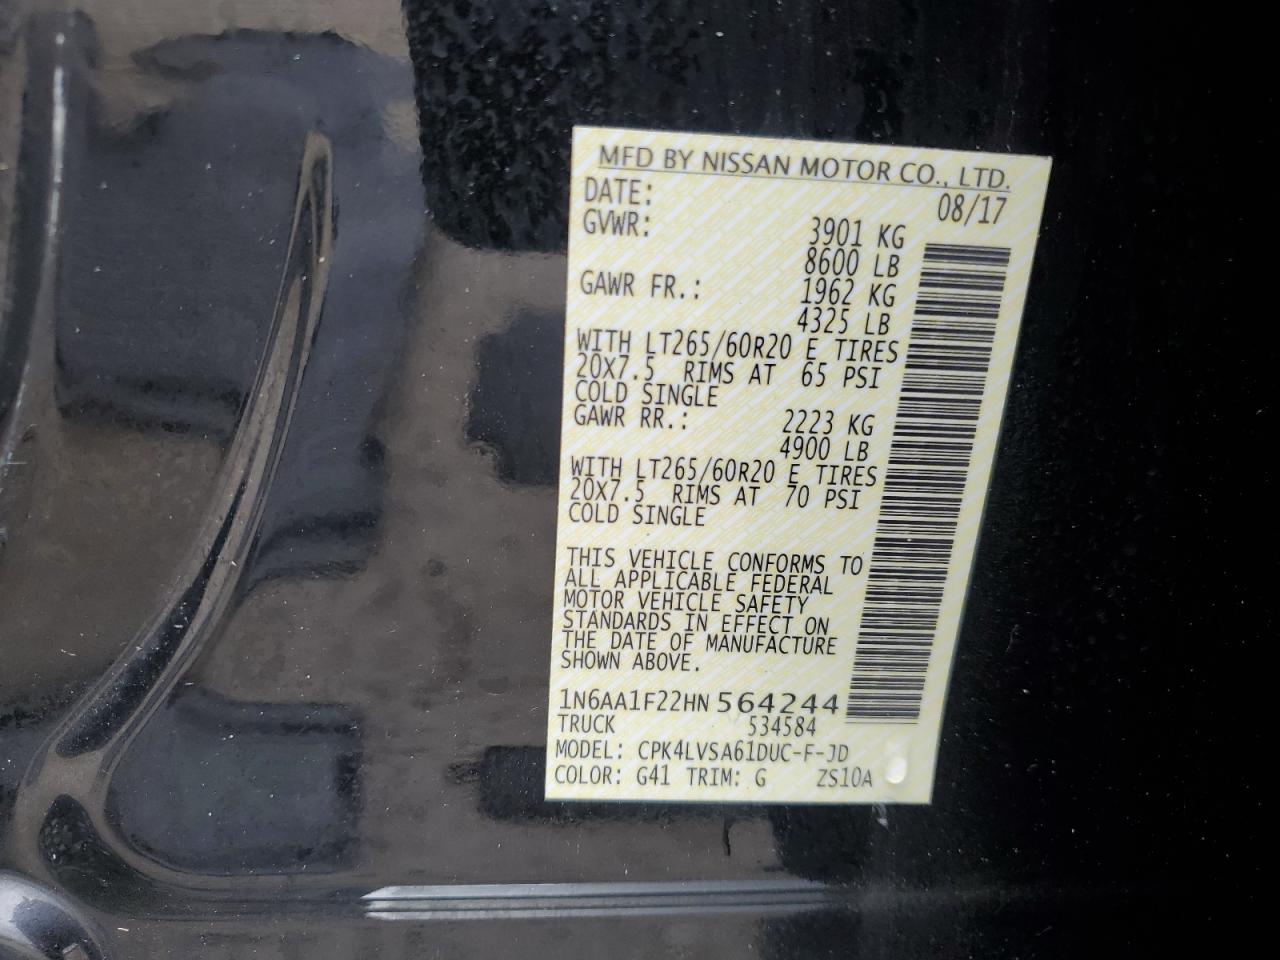 MFD BY NISSAN MOTOR CO., LTD.
DATE: 08/17
GVWR: 3901 KG
8600 LB
GAWR FR.: 1962 KG
4325 LB
WITH LT265/60R20 E TIRES
20X7.5 RIMS AT 65 PSI
COLD SINGLE
GAWR RR.: 2223 KG
4900 LB
WITH LT265/60R20 E TIRES
20X7.5 RIMS AT 70 PSI
COLD SINGLE
THIS VEHICLE CONFORMS TO
ALL APPLICABLE FEDERAL
MOTOR VEHICLE SAFETY
STANDARDS IN EFFECT ON
THE DATE OF MANUFACTURE
SHOWN ABOVE.
1N6AA1F22HN564244
TRUCK 534584
MODEL: CPK4LVSA61DUC-F-JD
COLOR: G41 TRIM: G ZS10A